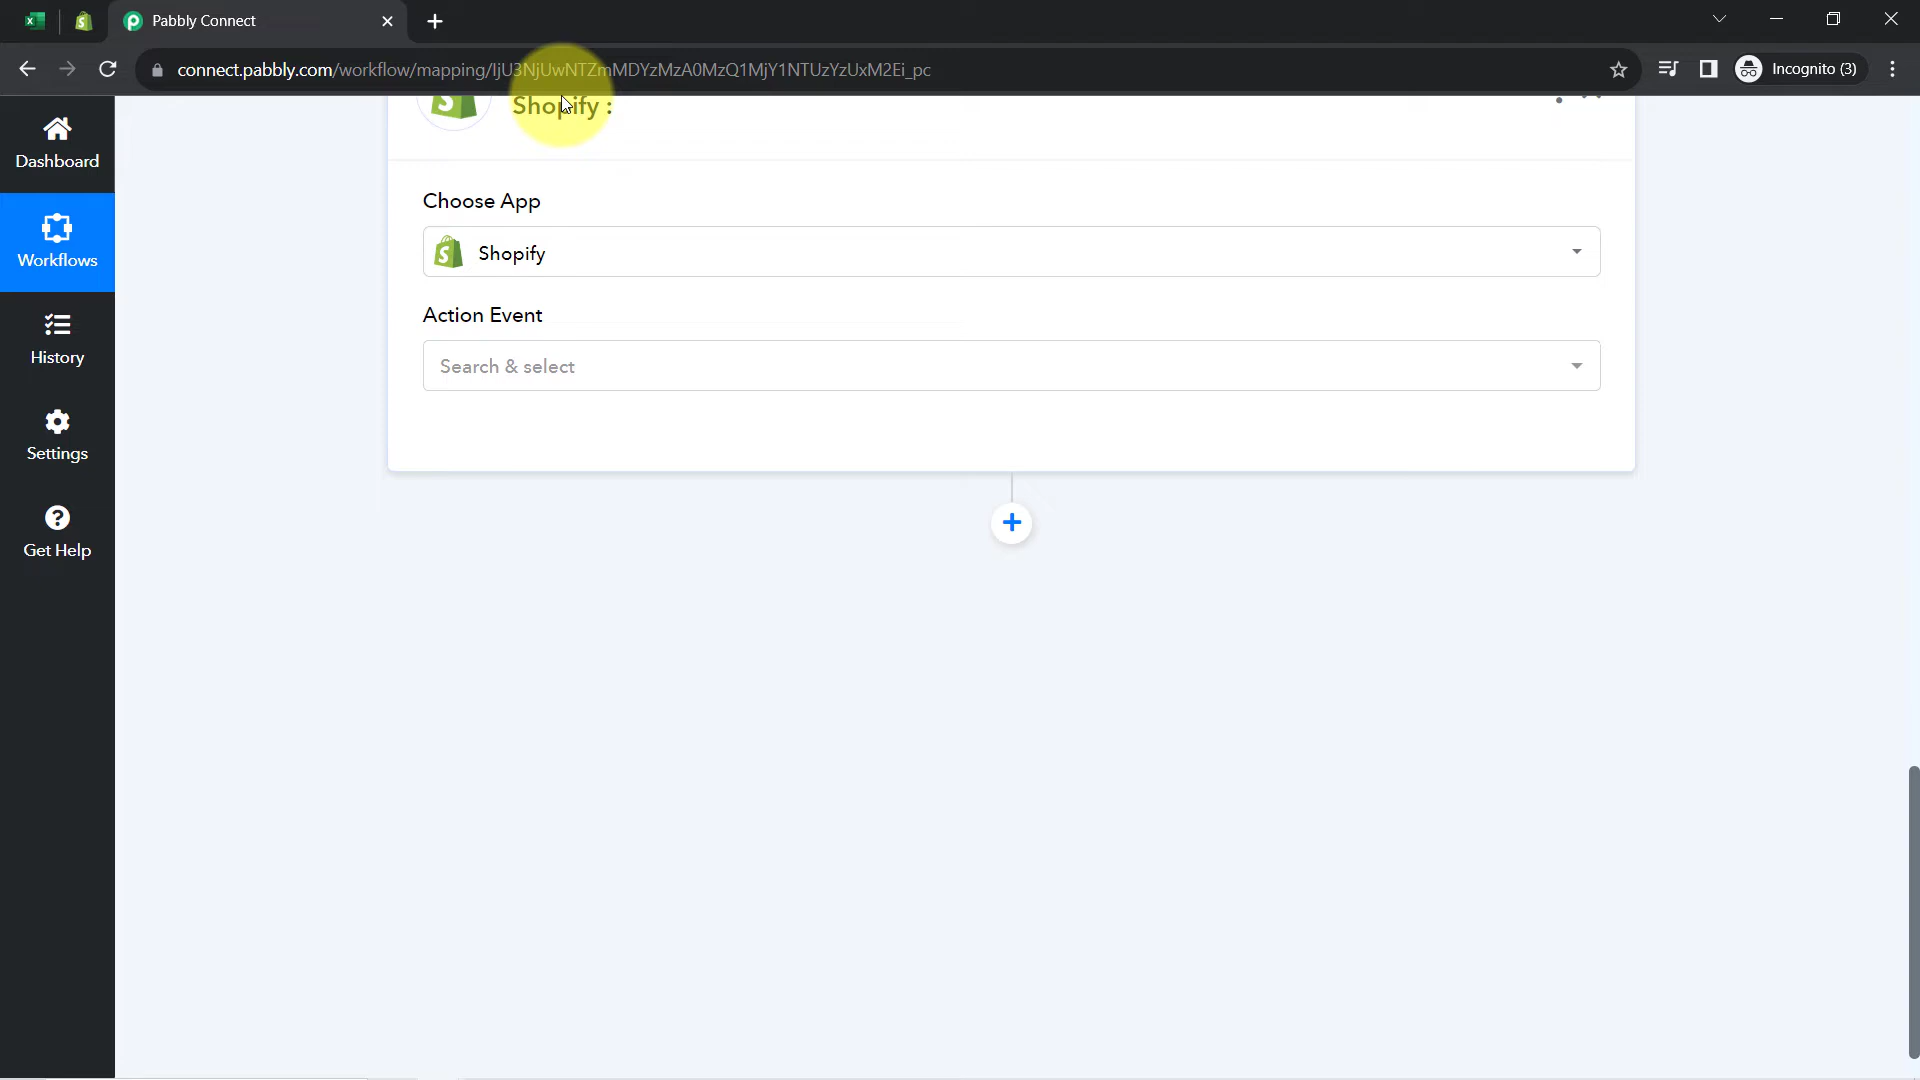 Pabbly Connect
connect.pabbly.com/workflow/mapping/IjU3NjUwNTZmMDYzMzA0MzQ1MjY1NTUzYzUxM2Ei_pc
Incognito (3)
Shopify :
Dashboard
Workflows
History
Settings
Get Help
Choose App
Shopify
Action Event
Search & select